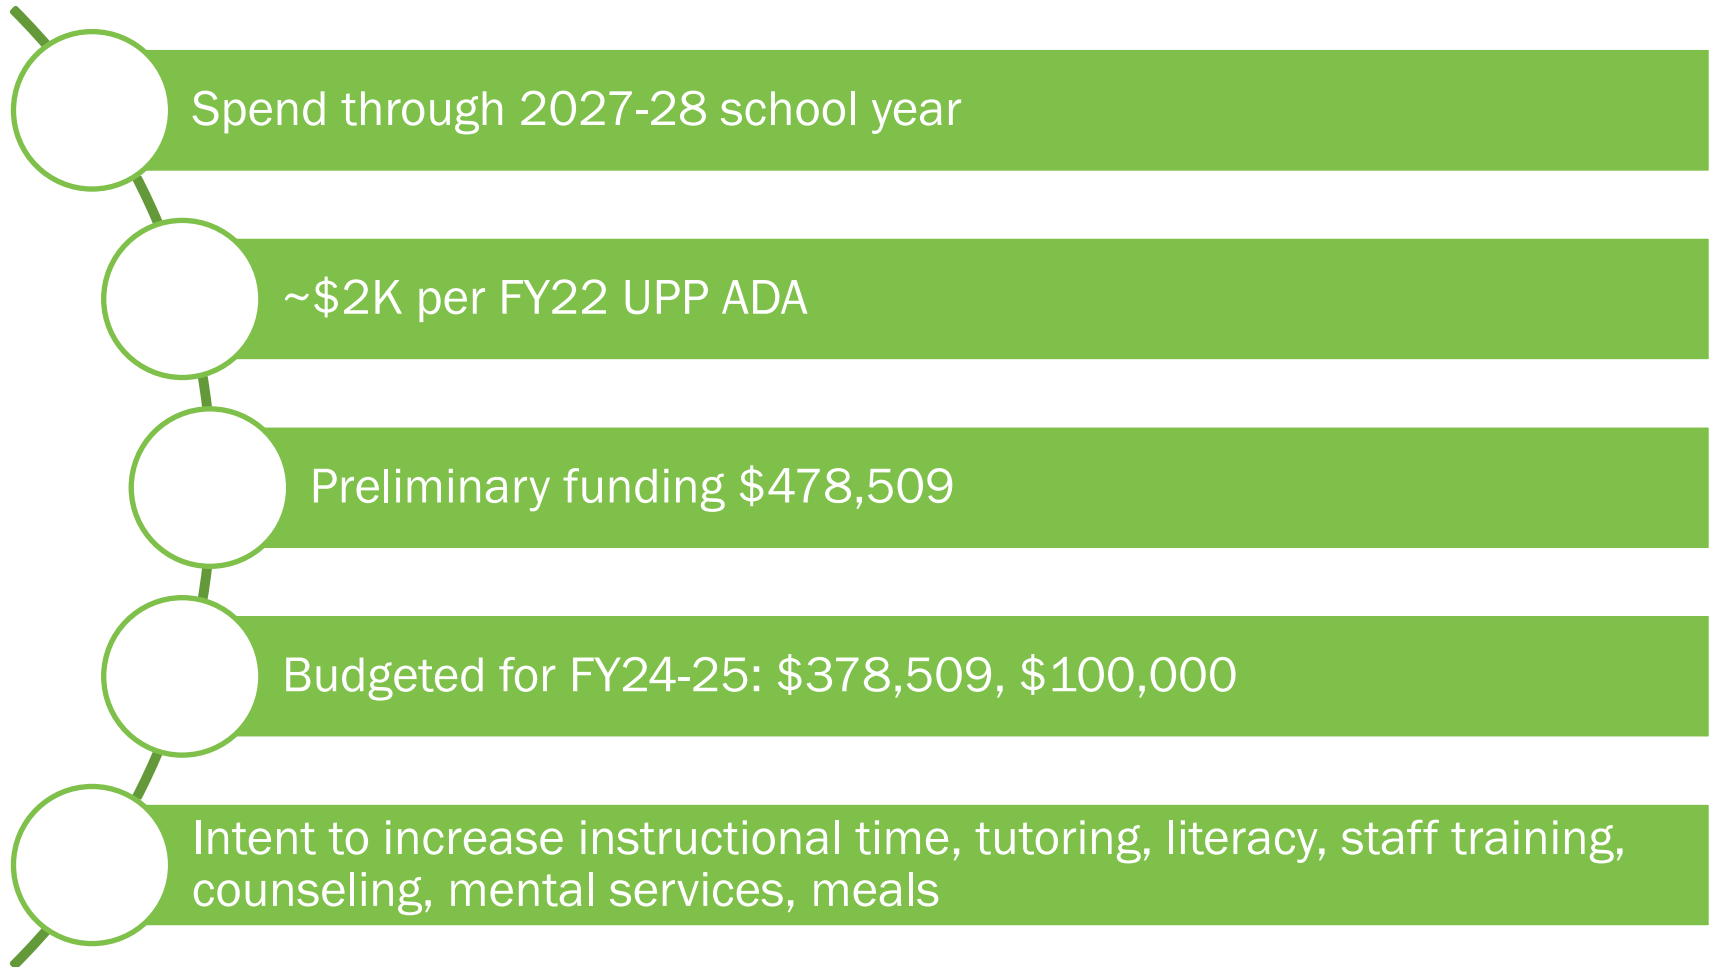 Spend through 2027-28 school year
~$2K per FY22 UPP ADA
Preliminary funding $478,509
Budgeted for FY24-25: $378,509, $100,000
Intent to increase instructional time, tutoring, literacy, staff training,
counseling, mental services, meals